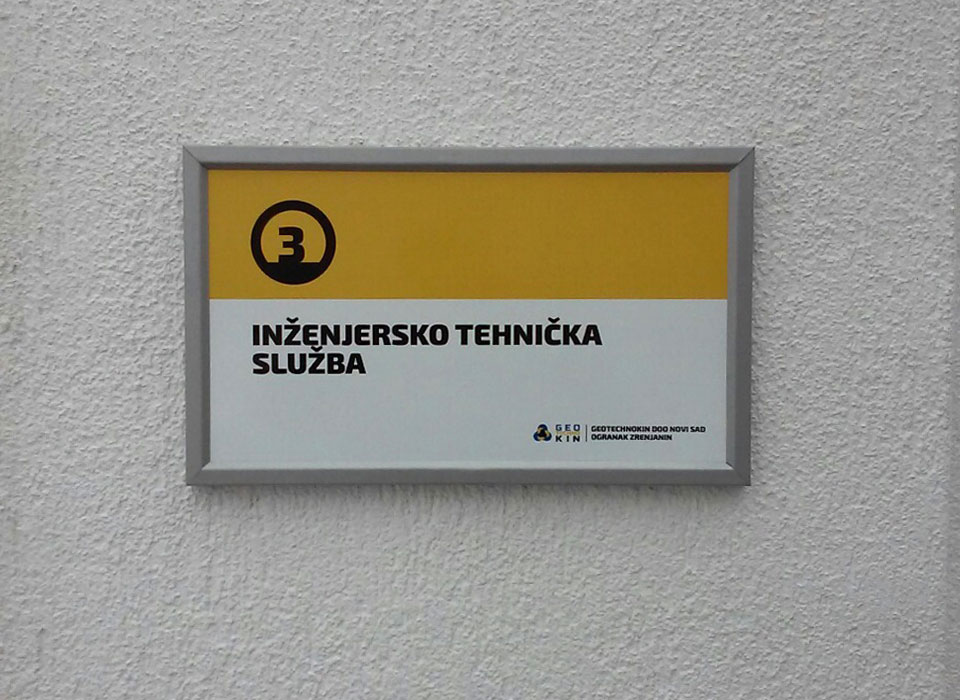 3
INŽENJERSKO TEHNIČKA
SLUŽBA
GEO
KIN
GEOTECHNOKIN DOO NOVI SAD
OGRANAK ZRENJANIN